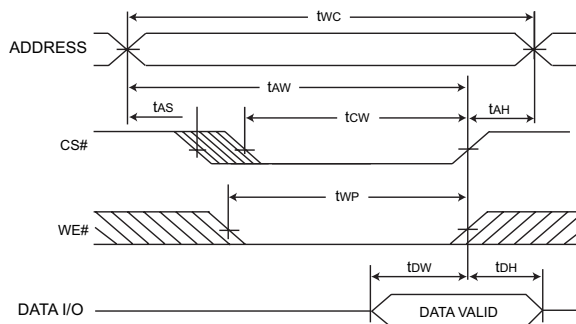 tWC
ADDRESS
tAW
tAS
tCW
tAH
CS#
tWP
WE#
tDW
tDH
DATA I/O
DATA VALID